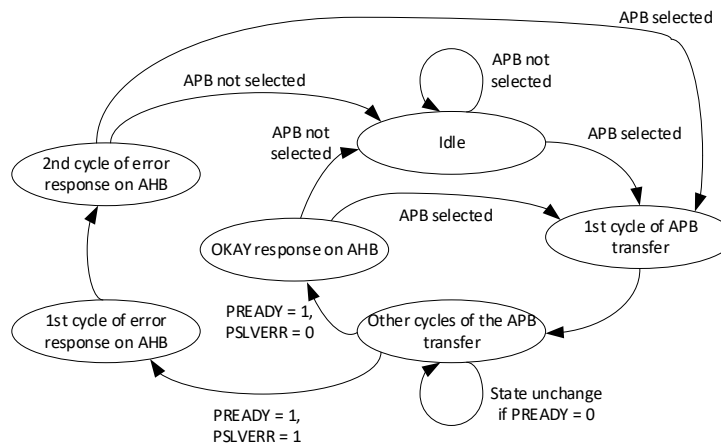 APB selected
APB not
selected
APB not selected
APB not
selected
Idle
APB selected
2nd cycle of error
response on AHB
APB selected
1st cycle of APB
transfer
OKAY response on AHB
PREADY = 1,
PSLVERR = 0
Other cycles of the APB
transfer
1st cycle of error
response on AHB
State unchange
if PREADY = 0
PREADY = 1,
PSLVERR = 1